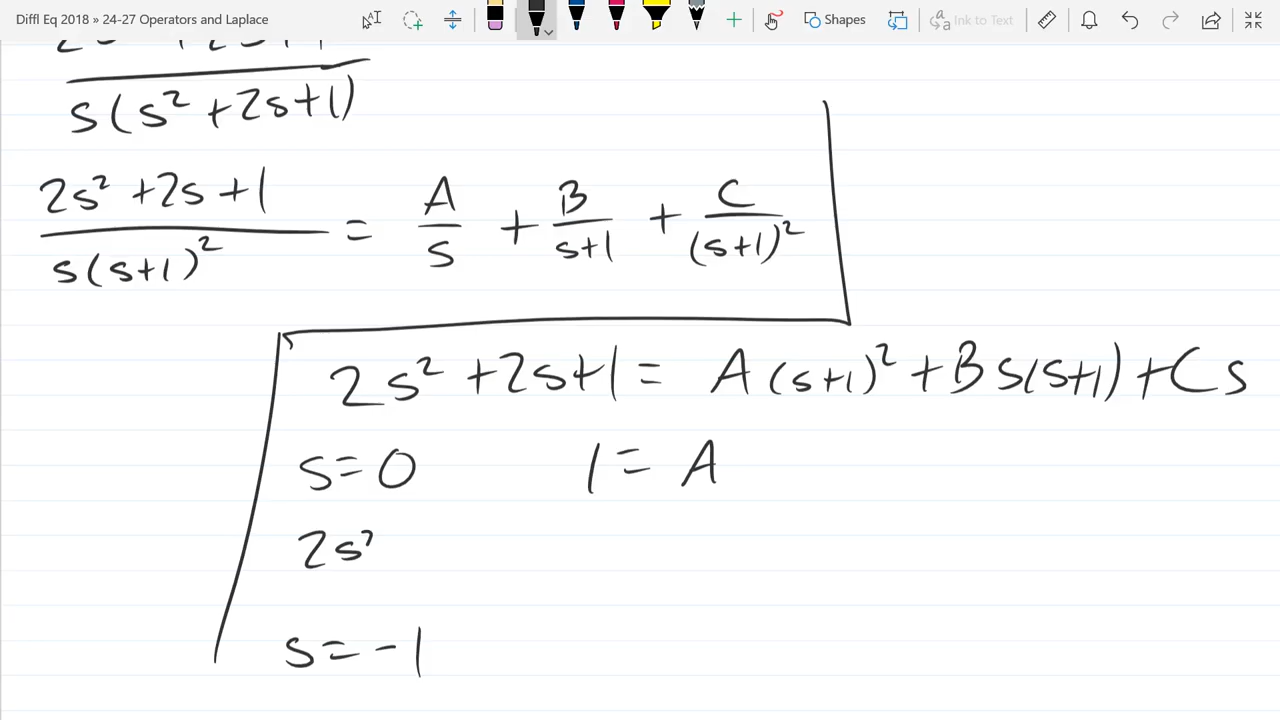 Diffl Eq 2018 » 24-27 Operators and Laplace
Shapes
Ink to Text
s(s² + 2s + 1)
2s² + 2s + 1 / s(s+1)² = A/s + B/(s+1) + C/(s+1)²
2s² + 2s + 1 = A(s+1)² + Bs(s+1) + Cs
s = 0 1 = A
2s²
s = -1